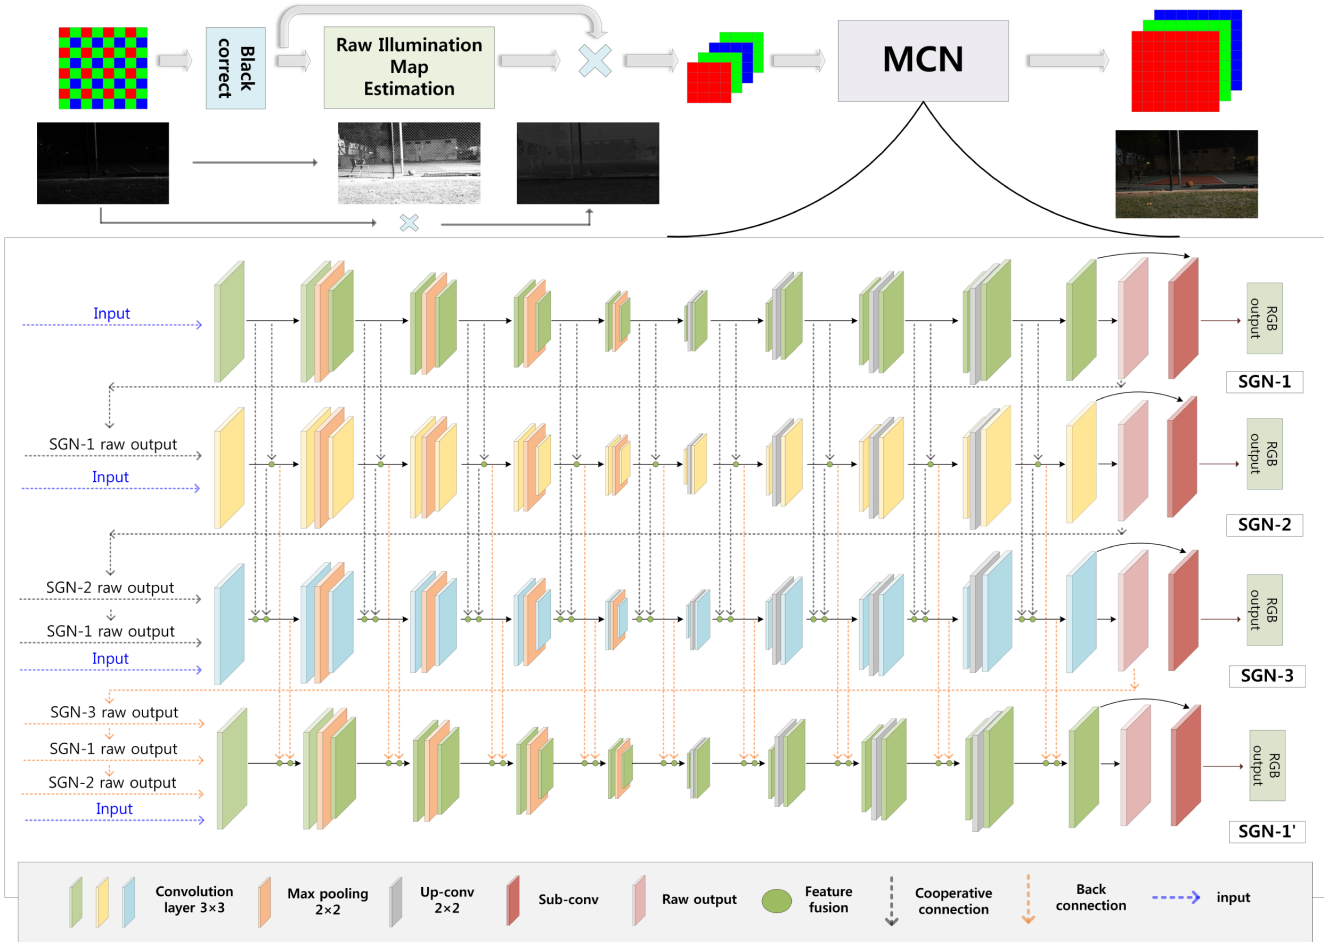 Black
correct
Raw Illumination
Map
Estimation
MCN
Input
RGB
output
SGN-1
SGN-1 raw output
Input
RGB
output
SGN-2
SGN-2 raw output
SGN-1 raw output
Input
RGB
output
SGN-3
SGN-3 raw output
SGN-1 raw output
SGN-2 raw output
Input
RGB
output
SGN-1'
Convolution
layer 3×3
Max pooling
2×2
Up-conv
2×2
Sub-conv
Raw output
Feature
fusion
Cooperative
connection
Back
connection
input